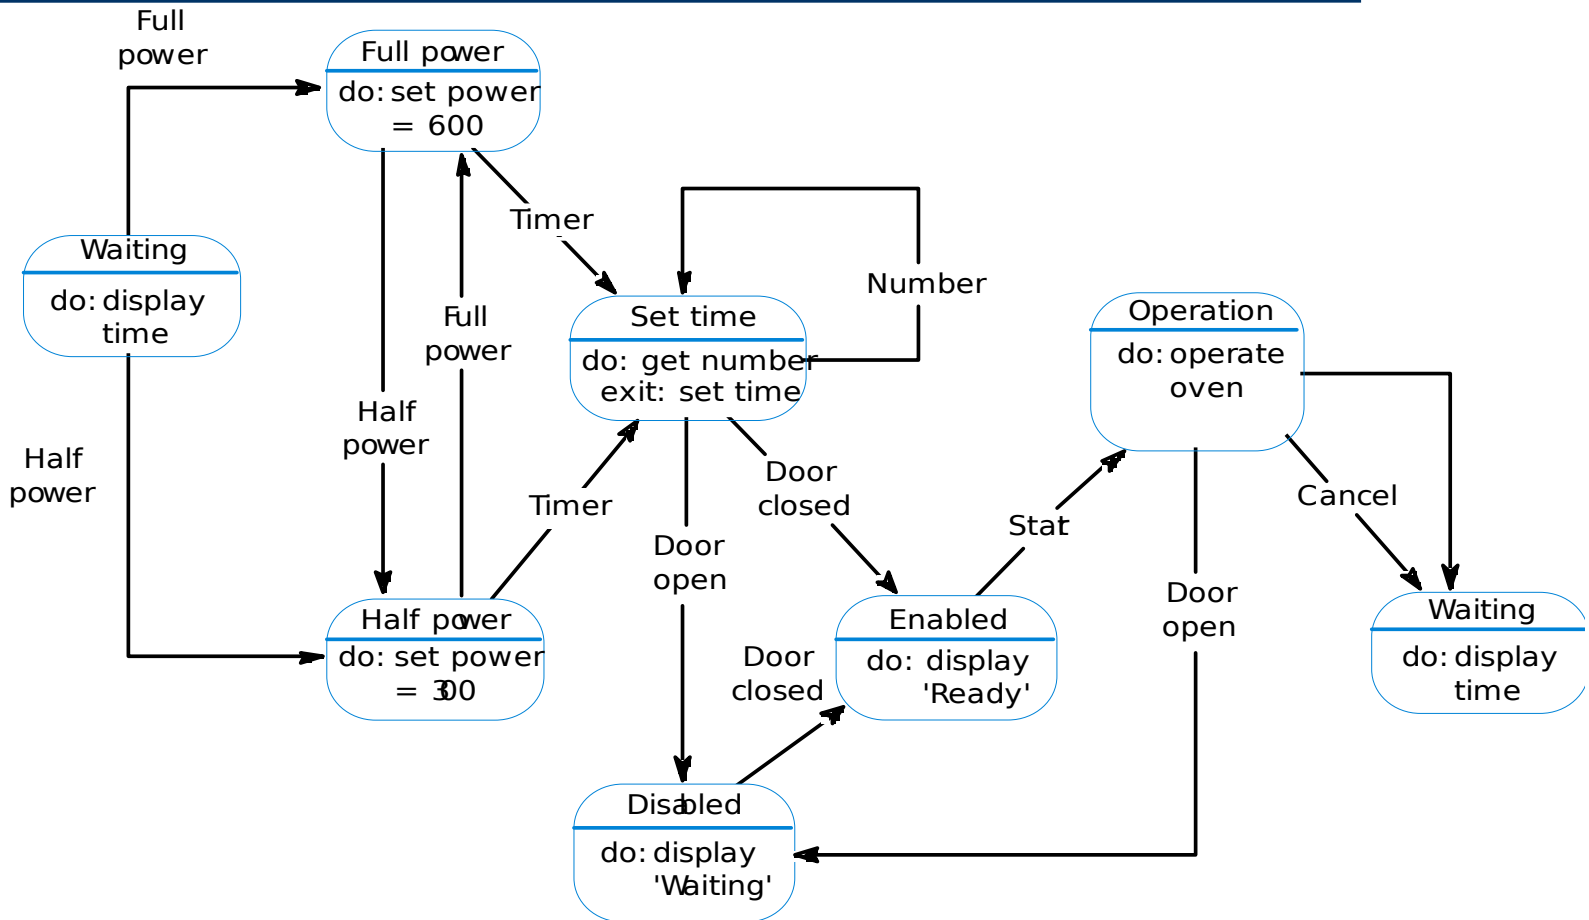 Full
power
Full power
do: set power
= 600
Timer
Waiting
do: display
time
Number
Full
power
Set time
do: get number
exit: set time
Operation
do: operate
oven
Half
power
Half
power
Timer
Door
closed
Door
open
Start
Cancel
Door
open
Half power
do: set power
= 300
Enabled
do: display
'Ready'
Door
closed
Waiting
do: display
time
Disabled
do: display
'Waiting'